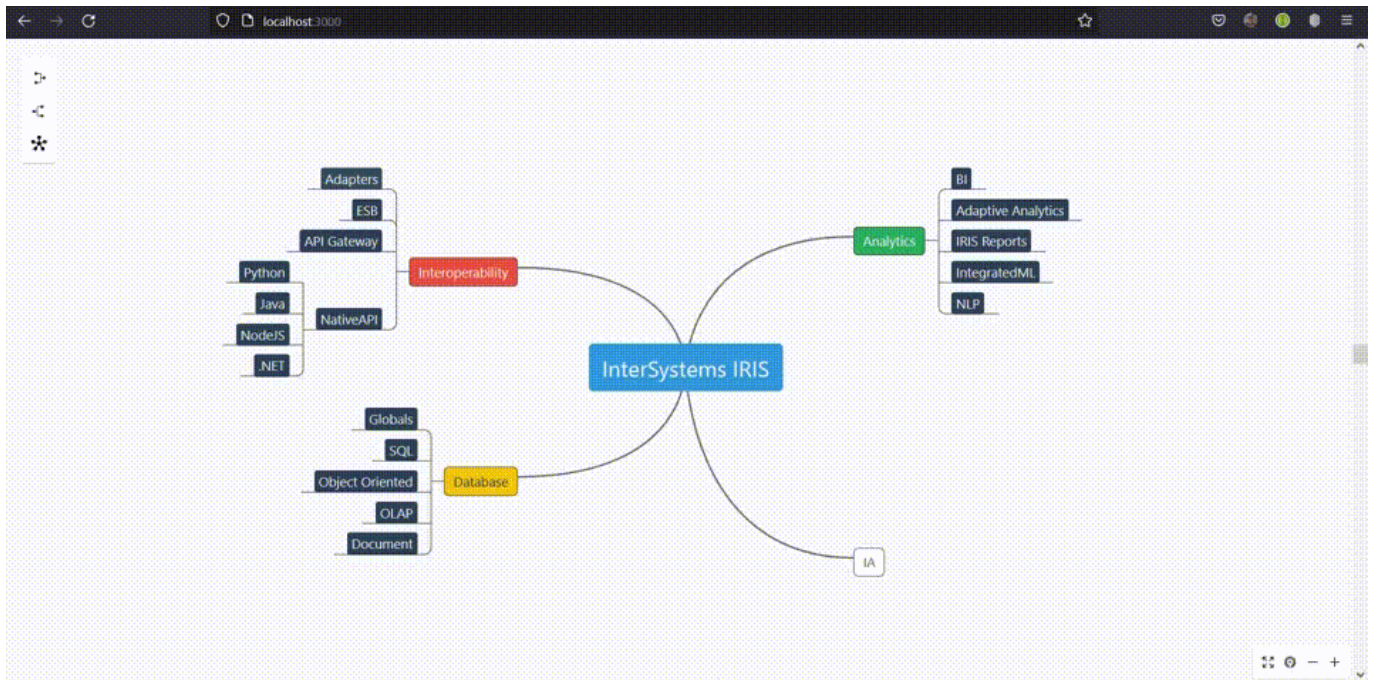 localhost:3000
Adapters
ESB
API Gateway
Interoperability
Python
Java
NodeJS
.NET
NativeAPI
BI
Adaptive Analytics
Analytics
IRIS Reports
IntegratedML
NLP
InterSystems IRIS
Globals
SQL
Object Oriented
Database
OLAP
Document
IA